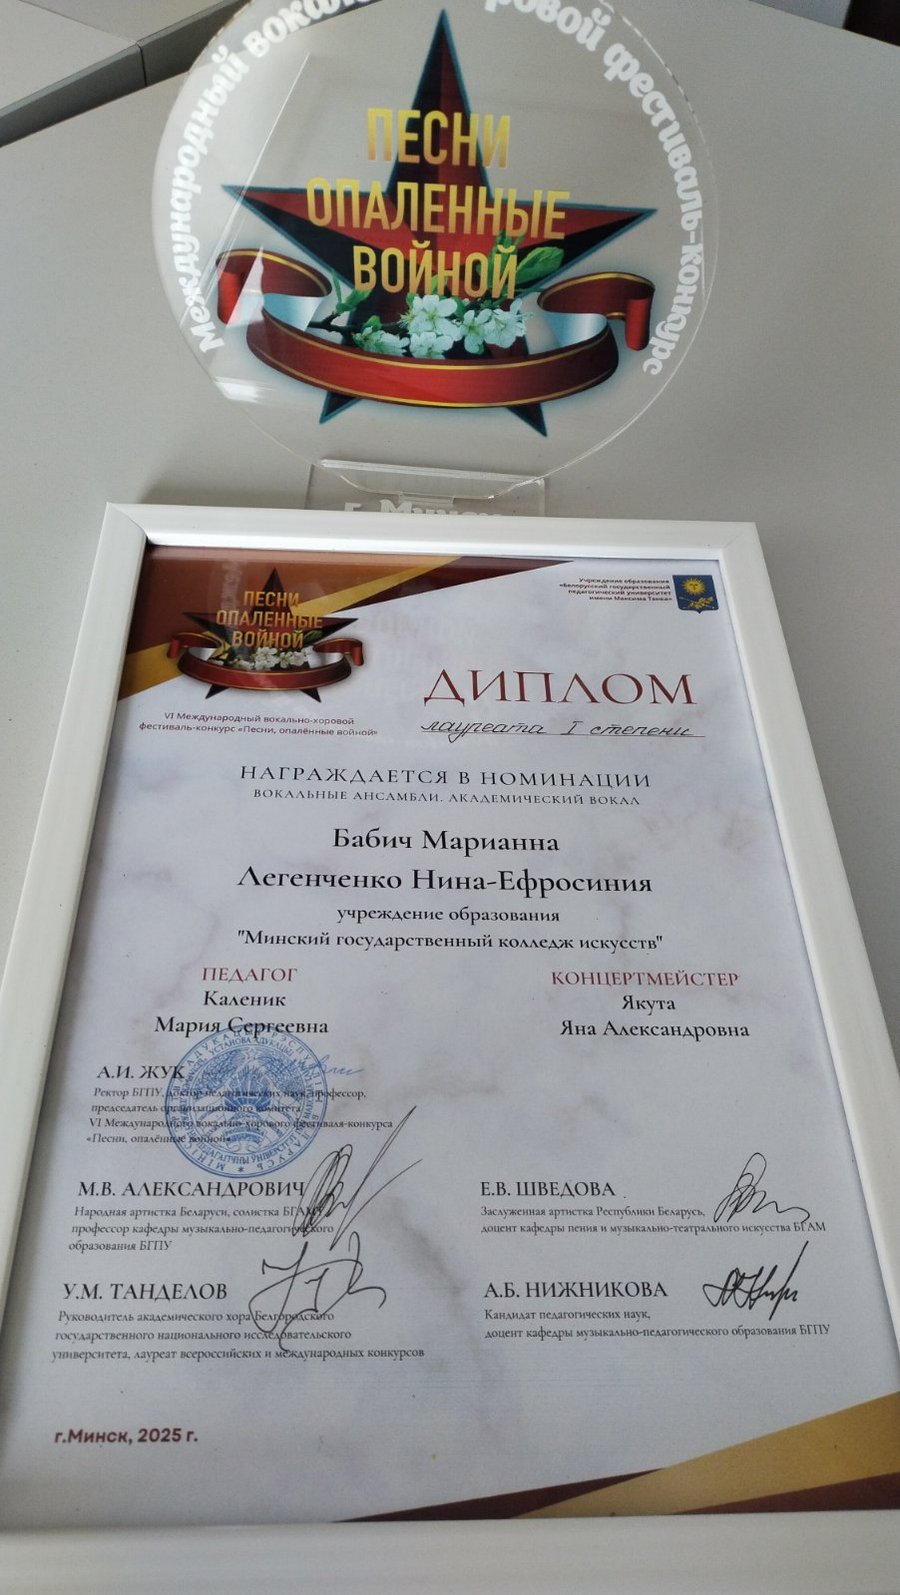 Международный вокально-хоровой фестиваль-конкурс
ПЕСНИ
ОПАЛЕННЫЕ
ВОЙНОЙ
г. Минск
ПЕСНИ
ОПАЛЕННЫЕ
ВОЙНОЙ
Учреждение образования
«Белорусский государственный
педагогический университет
имени Максима Танка»
VI Международный вокально-хоровой
фестиваль-конкурс «Песни, опалённые войной»
ДИПЛОМ
лауреата I степени
НАГРАЖДАЕТСЯ В НОМИНАЦИИ
ВОКАЛЬНЫЕ АНСАМБЛИ. АКАДЕМИЧЕСКИЙ ВОКАЛ
Бабич Марианна
Легенченко Нина-Ефросиния
учреждение образования
"Минский государственный колледж искусств"
ПЕДАГОГ
Каленик
Мария Сергеевна
КОНЦЕРТМЕЙСТЕР
Якута
Яна Александровна
А.И. ЖУК
Ректор БГПУ, доктор педагогических наук, профессор,
председатель организационного комитета
VI Международного вокально-хорового фестиваля-конкурса
«Песни, опалённые войной»
М.В. АЛЕКСАНДРОВИЧ
Народная артистка Беларуси, солистка БГАМТ
профессор кафедры музыкально-педагогического
образования БГПУ
Е.В. ШВЕДОВА
Заслуженная артистка Республики Беларусь,
доцент кафедры пения и музыкально-театрального искусства БГАМ
У.М. ТАНДЕЛОВ
Руководитель академического хора Белгородского
государственного национального исследовательского
университета, лауреат всероссийских и международных конкурсов
А.Б. НИЖНИКОВА
Кандидат педагогических наук,
доцент кафедры музыкально-педагогического образования БГПУ
г.Минск, 2025 г.